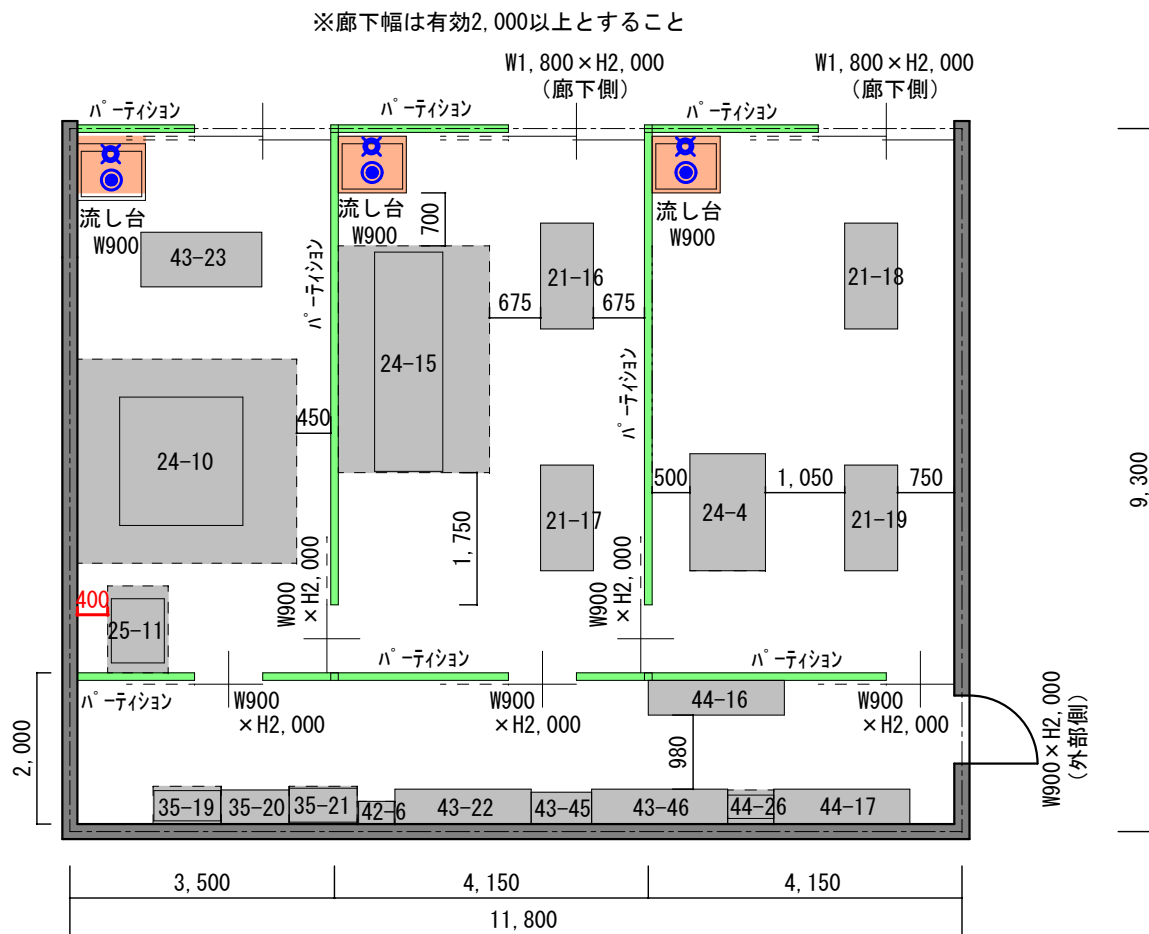 ※廊下幅は有効2,000以上とすること
W1,800×H2,000
（廊下側）
W1,800×H2,000
（廊下側）
ﾊﾟｰﾃｨｼｮﾝ
ﾊﾟｰﾃｨｼｮﾝ
ﾊﾟｰﾃｨｼｮﾝ
流し台
W900
流し台
W900
流し台
W900
700
43-23
ﾊﾟｰﾃｨｼｮﾝ
21-16
21-18
675
675
24-15
ﾊﾟｰﾃｨｼｮﾝ
450
24-10
500
1,050
750
24-4
21-17
21-19
1,750
9,300
W900
×H2,000
W900
×H2,000
400
25-11
ﾊﾟｰﾃｨｼｮﾝ
ﾊﾟｰﾃｨｼｮﾝ
ﾊﾟｰﾃｨｼｮﾝ
W900
×H2,000
W900
×H2,000
W900
×H2,000
44-16
2,000
980
W900×H2,000
（外部側）
35-19
35-20
35-21
42-6
43-22
43-45
43-46
44-26
44-17
3,500
4,150
4,150
11,800